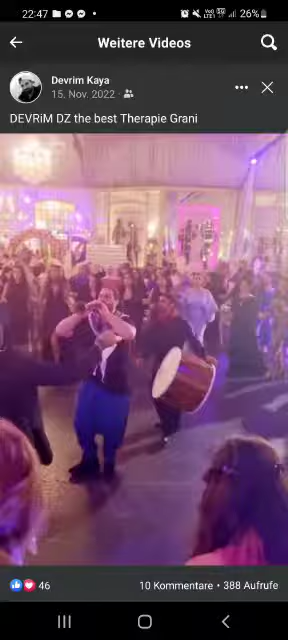 22:47
26%
Weitere Videos
Devrim Kaya
15. Nov. 2022 ·
DEVRiM DZ the best Therapie Grani
46
10 Kommentare • 388 Aufrufe